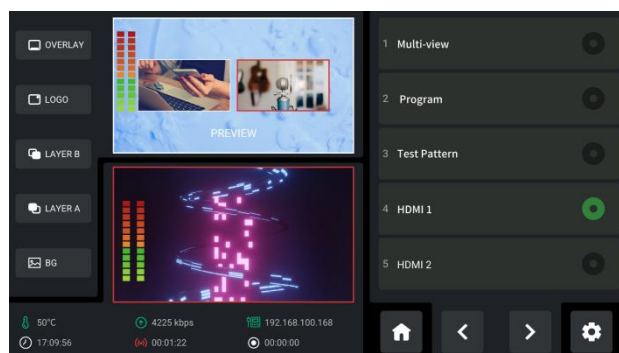 OVERLAY
LOGO
LAYER B
LAYER A
BG
PREVIEW
50°C
4225 kbps
192.168.100.168
17:09:56
00:01:22
00:00:00
1 Multi-view
2 Program
3 Test Pattern
4 HDMI 1
5 HDMI 2